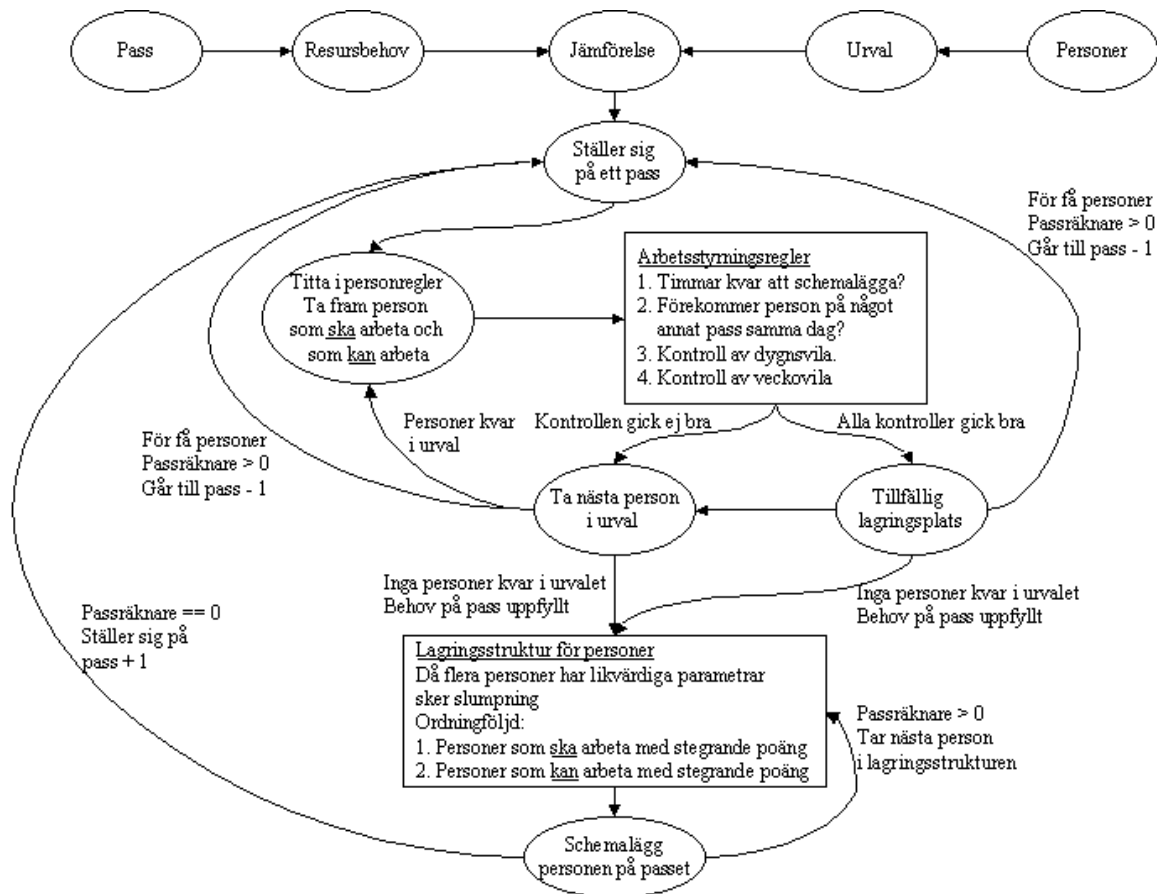 Pass
Resursbehov
Jämförelse
Urval
Personer
Ställer sig
på ett pass
För få personer
Passräknare > 0
Går till pass - 1
Titta i personregler
Ta fram person
som ska arbeta och
som kan arbeta
Arbetsstyrningsregler
1. Timmar kvar att schemalägga?
2. Förekommer person på något
annat pass samma dag?
3. Kontroll av dygnsvila.
4. Kontroll av veckovila
Personer kvar
i urval
Kontrollen gick ej bra
Alla kontroller gick bra
För få personer
Passräknare > 0
Går till pass - 1
Ta nästa person
i urval
Tillfällig
lagringsplats
Inga personer kvar i urvalet
Behov på pass uppfyllt
Inga personer kvar i urvalet
Behov på pass uppfyllt
Passräknare == 0
Ställer sig på
pass + 1
Lagringsstruktur för personer
Då flera personer har likvärdiga parametrar
sker slumpning
Ordningföljd:
1. Personer som ska arbeta med stegrande poäng
2. Personer som kan arbeta med stegrande poäng
Passräknare > 0
Tar nästa person
i lagringsstrukturen
Schemalägg
personen på passet